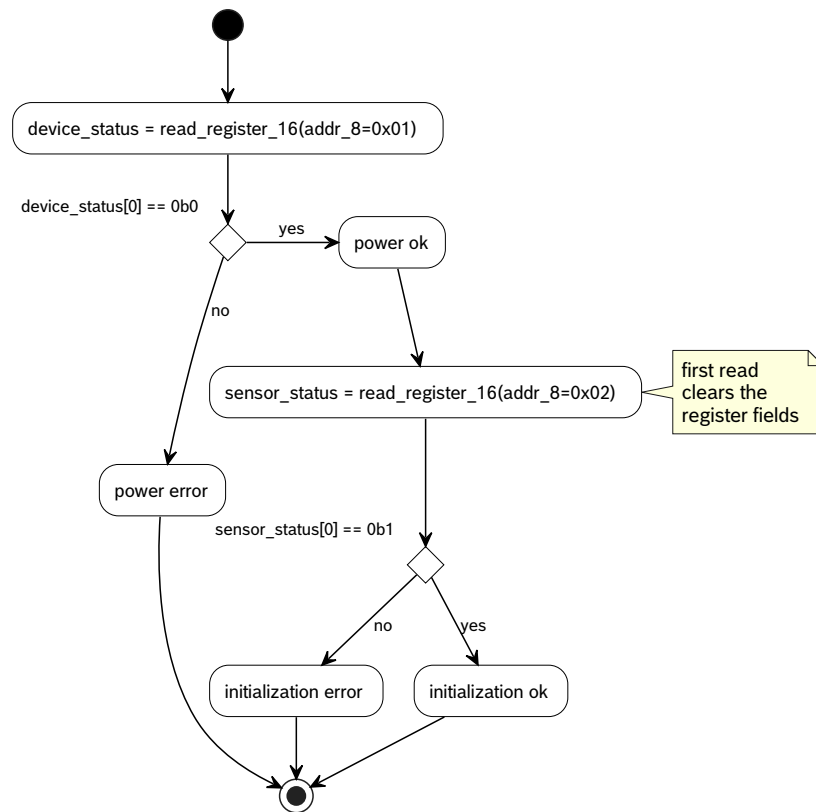 device_status = read_register_16(addr_8=0x01)
device_status[0] == 0b0
yes
power ok
no
first read
clears the
register fields
sensor_status = read_register_16(addr_8=0x02)
power error
sensor_status[0] == 0b1
no
yes
initialization error
initialization ok